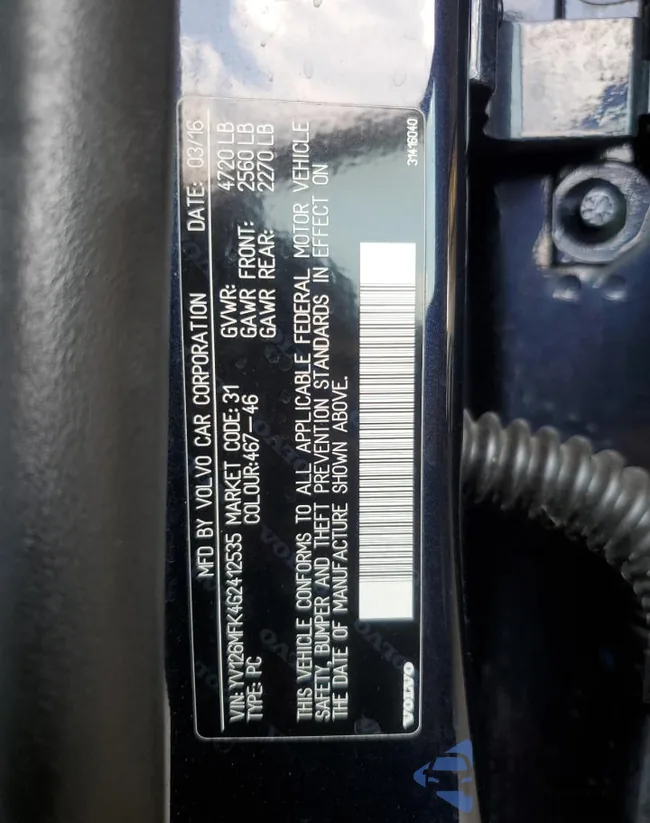 MFD BY VOLVO CAR CORPORATION DATE: 03/16
VIN: YV126MFK4G2412535 MARKET CODE: 31 GVWR: 4720 LB
TYPE: PC COLOUR:467-46 GAWR FRONT: 2560 LB
GAWR REAR: 2270 LB
THIS VEHICLE CONFORMS TO ALL APPLICABLE FEDERAL MOTOR VEHICLE
SAFETY, BUMPER AND THEFT PREVENTION STANDARDS IN EFFECT ON
THE DATE OF MANUFACTURE SHOWN ABOVE.
VOLVO 31416040